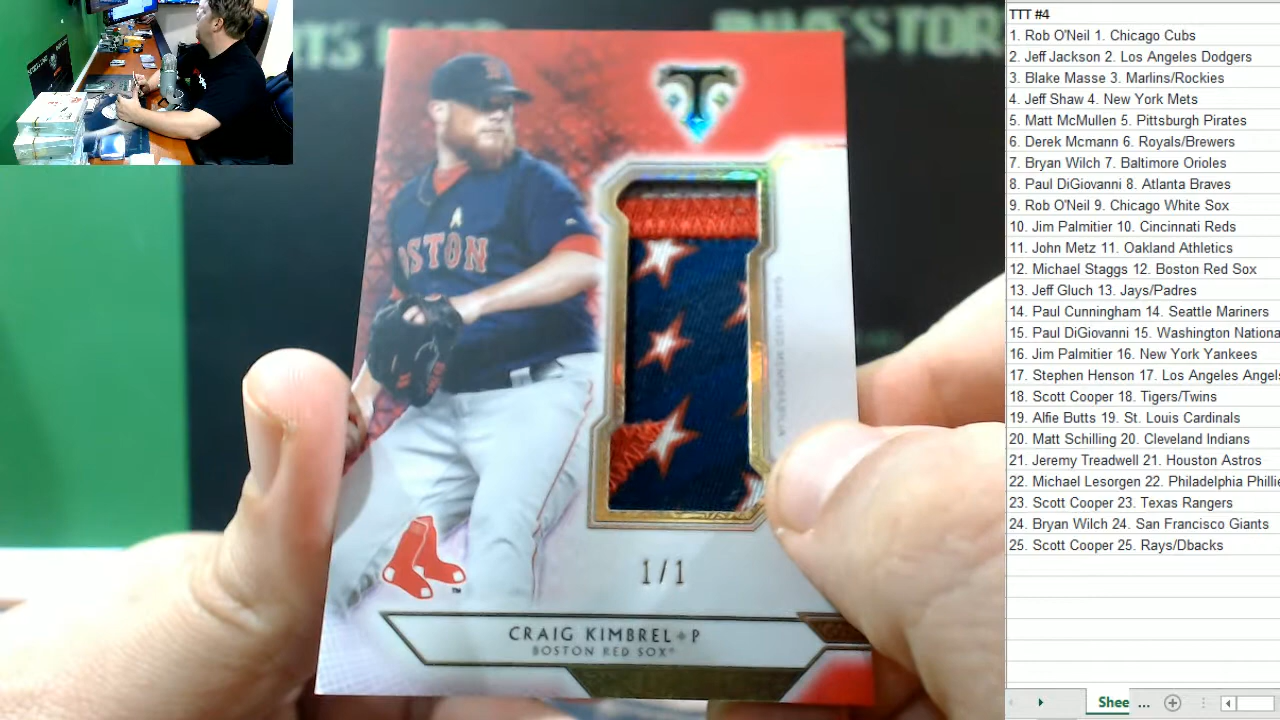 TTT #4
1. Rob O'Neil 1. Chicago Cubs
2. Jeff Jackson 2. Los Angeles Dodgers
3. Blake Masse 3. Marlins/Rockies
4. Jeff Shaw 4. New York Mets
5. Matt McMullen 5. Pittsburgh Pirates
6. Derek Mcmann 6. Royals/Brewers
7. Bryan Wilch 7. Baltimore Orioles
8. Paul DiGiovanni 8. Atlanta Braves
9. Rob O'Neil 9. Chicago White Sox
10. Jim Palmitier 10. Cincinnati Reds
11. John Metz 11. Oakland Athletics
12. Michael Staggs 12. Boston Red Sox
13. Jeff Gluch 13. Jays/Padres
14. Paul Cunningham 14. Seattle Mariners
15. Paul DiGiovanni 15. Washington Nationa
16. Jim Palmitier 16. New York Yankees
17. Stephen Henson 17. Los Angeles Angels
18. Scott Cooper 18. Tigers/Twins
19. Alfie Butts 19. St. Louis Cardinals
20. Matt Schilling 20. Cleveland Indians
21. Jeremy Treadwell 21. Houston Astros
22. Michael Lesorgen 22. Philadelphia Phillie
23. Scott Cooper 23. Texas Rangers
24. Bryan Wilch 24. San Francisco Giants
25. Scott Cooper 25. Rays/Dbacks
Shee ...
BOSTON
GAME-USED MEMORABILIA
1/1
CRAIG KIMBREL P
BOSTON RED SOX